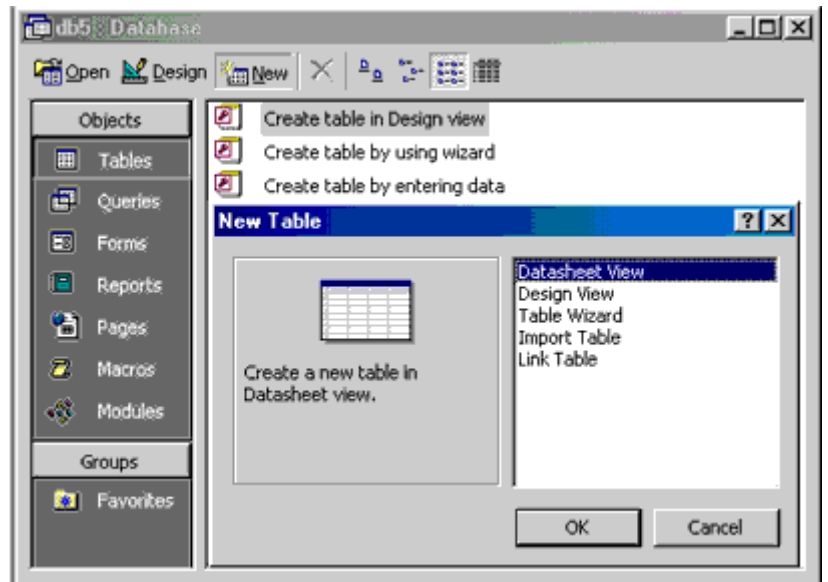 db5 : Database
Open Design New
Objects
Tables
Queries
Forms
Reports
Pages
Macros
Modules
Groups
Favorites
Create table in Design view
Create table by using wizard
Create table by entering data
New Table
Create a new table in
Datasheet view.
Datasheet View
Design View
Table Wizard
Import Table
Link Table
OK Cancel